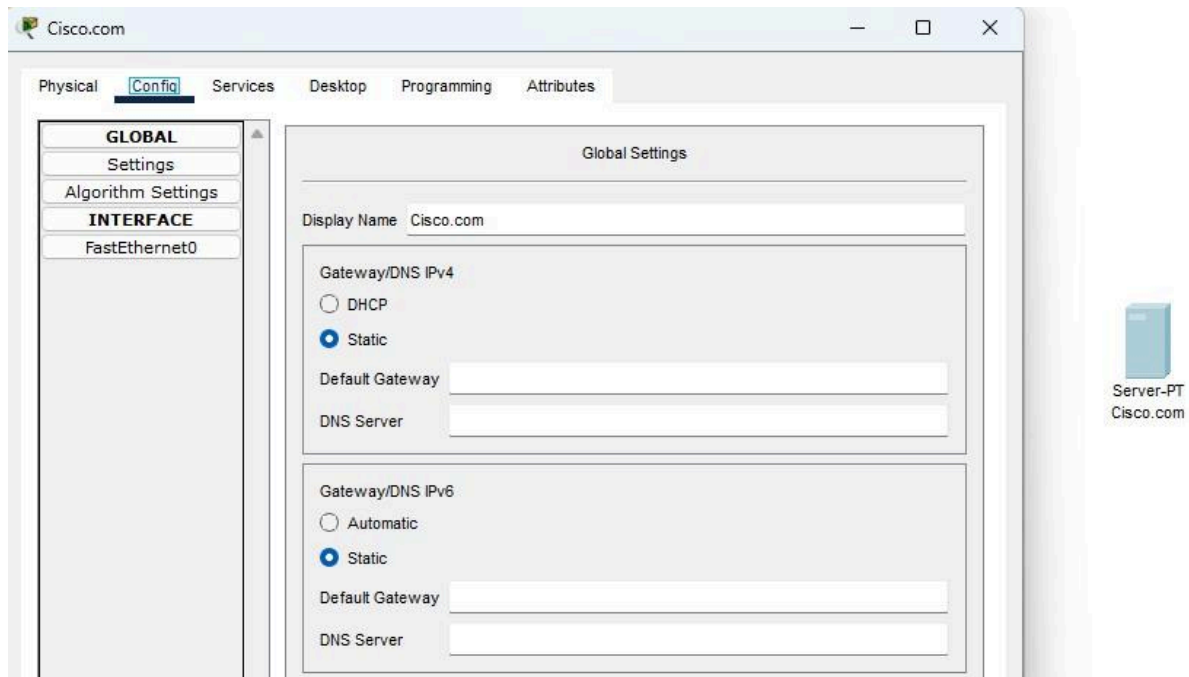 Cisco.com
Physical Config Services Desktop Programming Attributes
GLOBAL
Settings
Algorithm Settings
INTERFACE
FastEthernet0
Global Settings
Display Name Cisco.com
Gateway/DNS IPv4
DHCP
Static
Default Gateway
DNS Server
Gateway/DNS IPv6
Automatic
Static
Default Gateway
DNS Server
Server-PT
Cisco.com